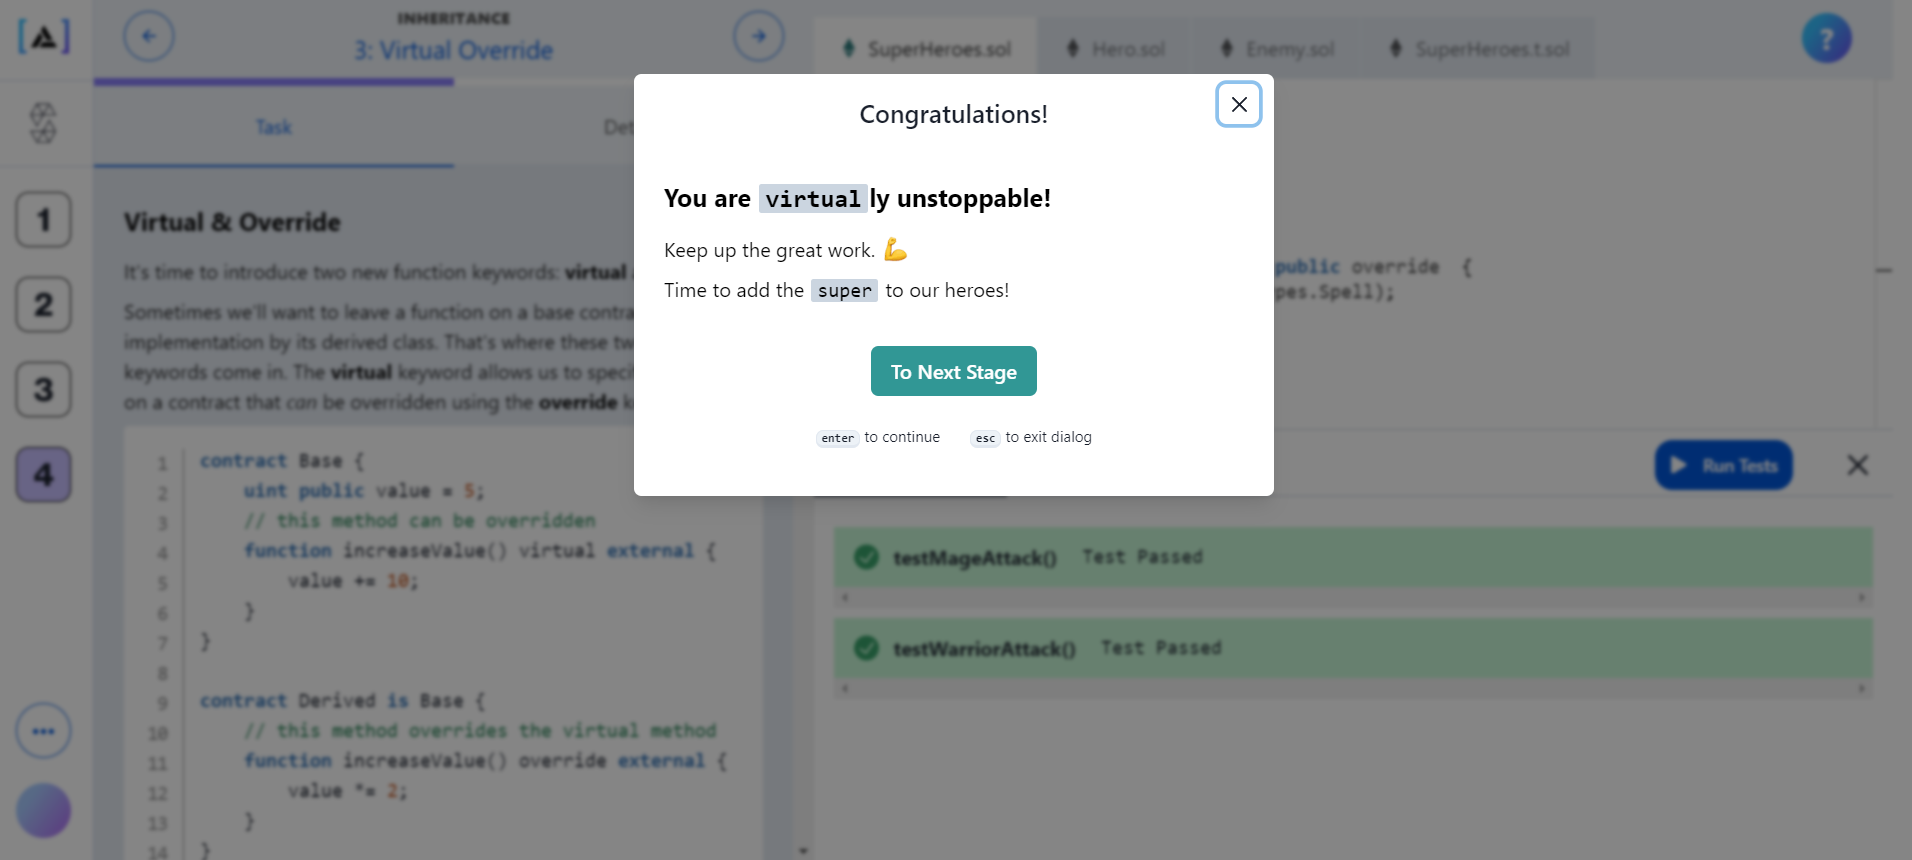 INHERITANCE
3: Virtual Override
SuperHeroes.sol
Hero.sol
Enemy.sol
SuperHeroes.t.sol
?
Task
Det
1
2
3
4
Virtual & Override
It's time to introduce two new function keywords: virtual
Sometimes we'll want to leave a function on a base contra
implementation by its derived class. That's where these tw
keywords come in. The virtual keyword allows us to specif
on a contract that can be overridden using the override k
1 contract Base {
2 uint public value = 5;
3 // this method can be overridden
4 function increaseValue() virtual external {
5 value += 10;
6 }
7 }
8
9 contract Derived is Base {
10 // this method overrides the virtual method
11 function increaseValue() override external {
12 value *= 2;
13 }
14 }
Congratulations!
You are virtually unstoppable!
Keep up the great work. 💪
Time to add the super to our heroes!
To Next Stage
enter to continue
esc to exit dialog
public override {
pes.Spell);
Run Tests
testMageAttack() Test Passed
testWarriorAttack() Test Passed